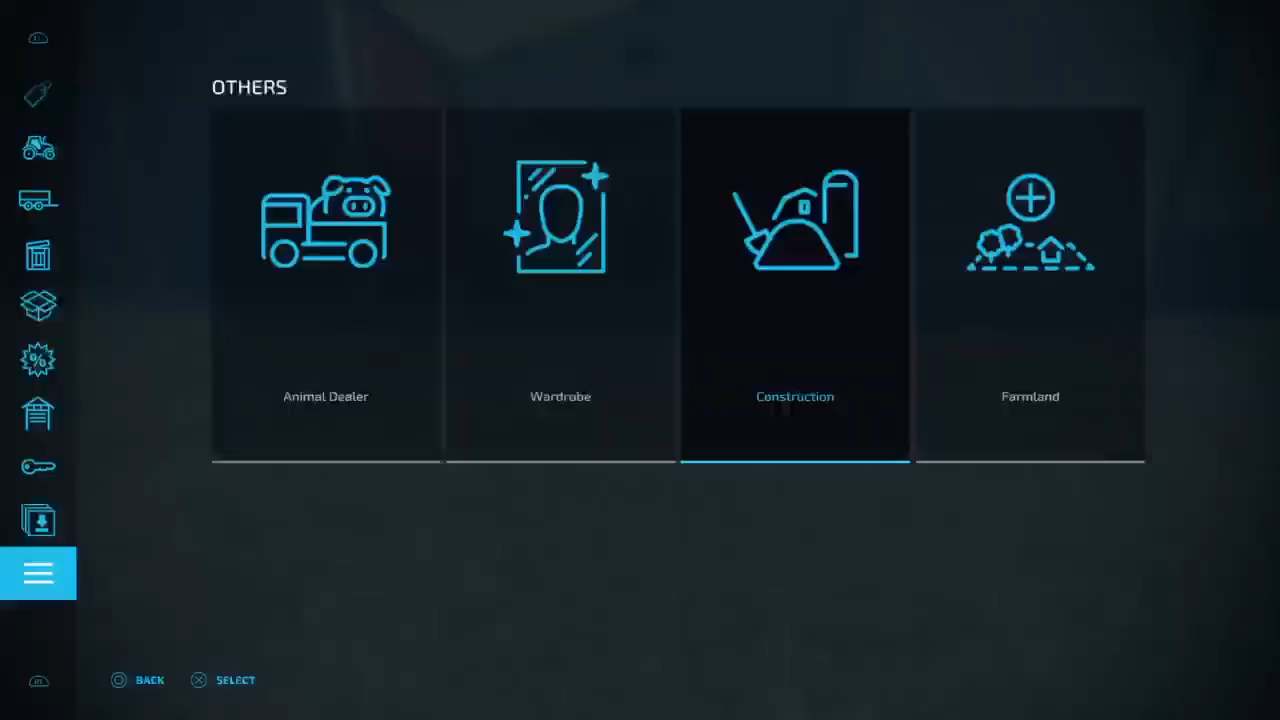 OTHERS
Animal Dealer
Wardrobe
Construction
Farmland
BACK
SELECT